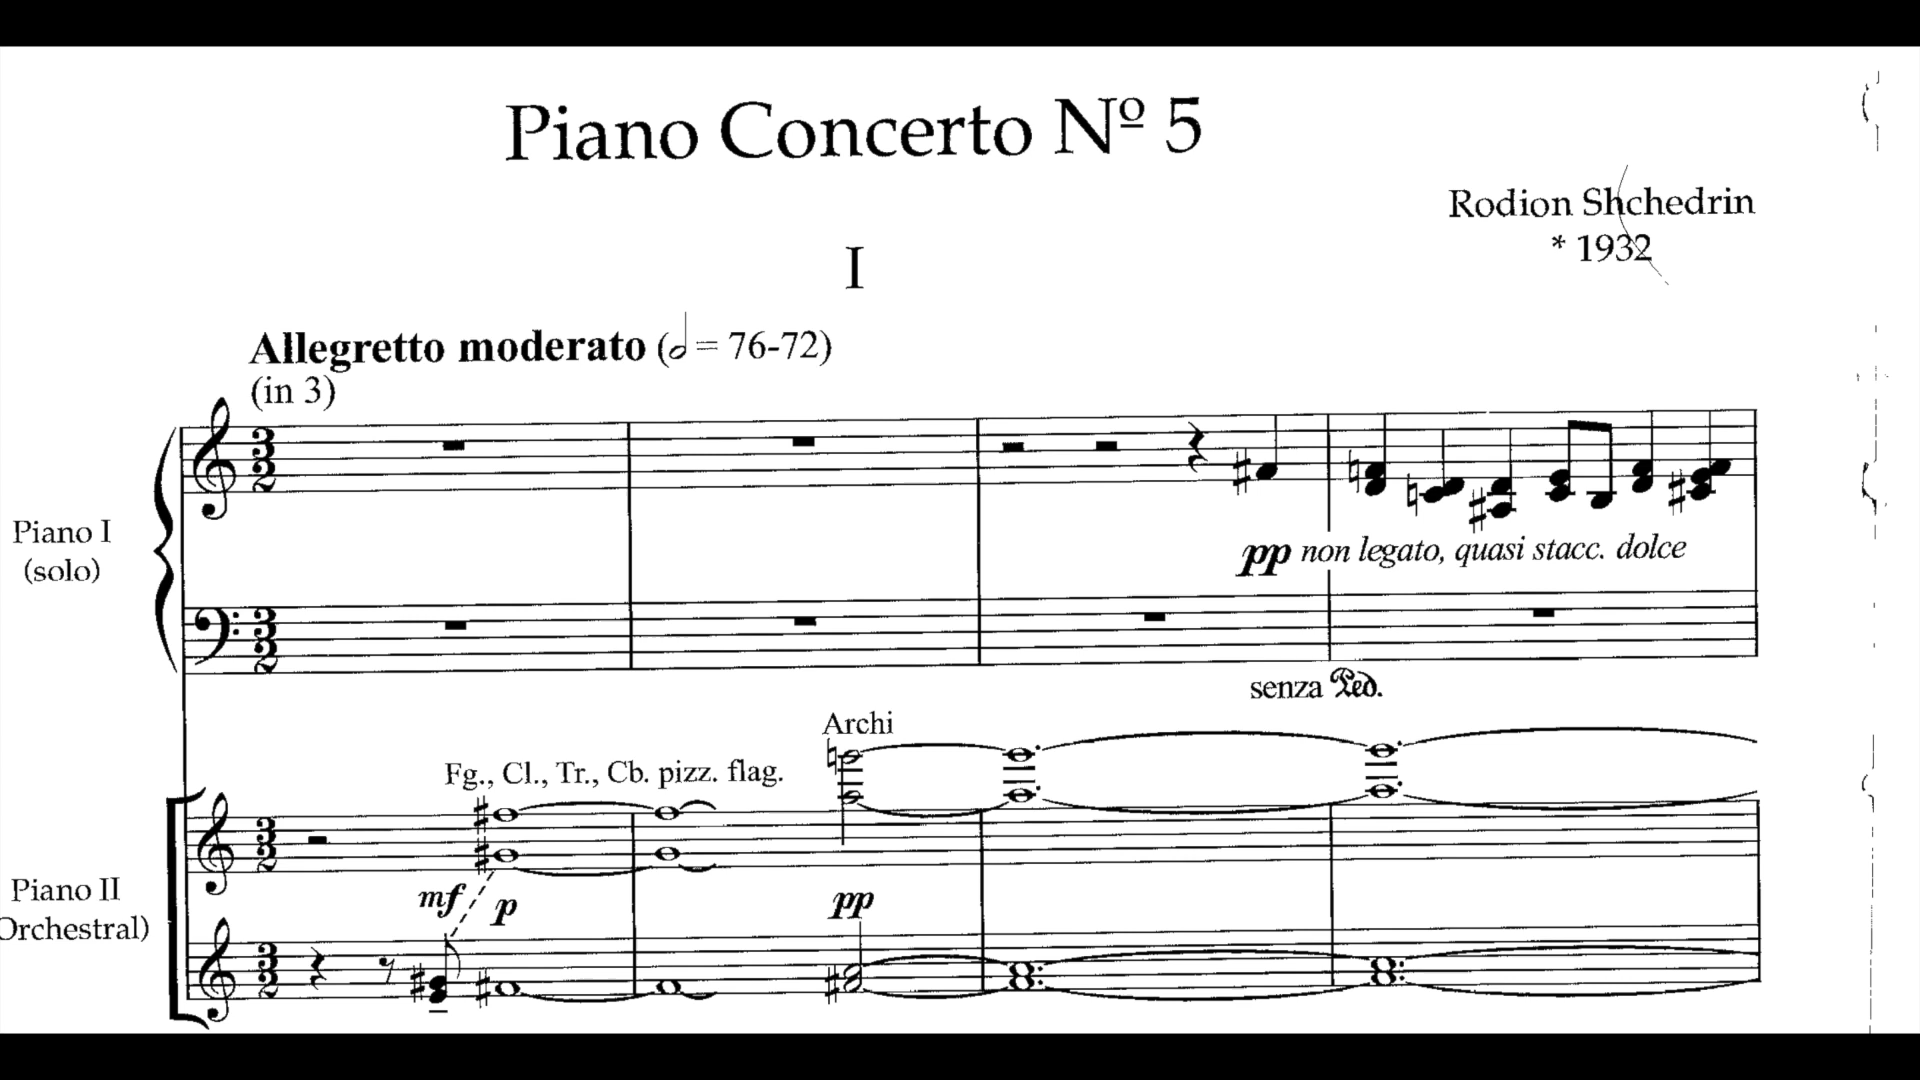 Piano Concerto Nº 5
Rodion Shchedrin
* 1932
I
Allegretto moderato (𝅗𝅥 = 76-72)
(in 3)
Piano I
(solo)
pp non legato, quasi stacc. dolce
senza Ped.
Archi
Fg., Cl., Tr., Cb. pizz. flag.
Piano II
Orchestral)
mf p pp